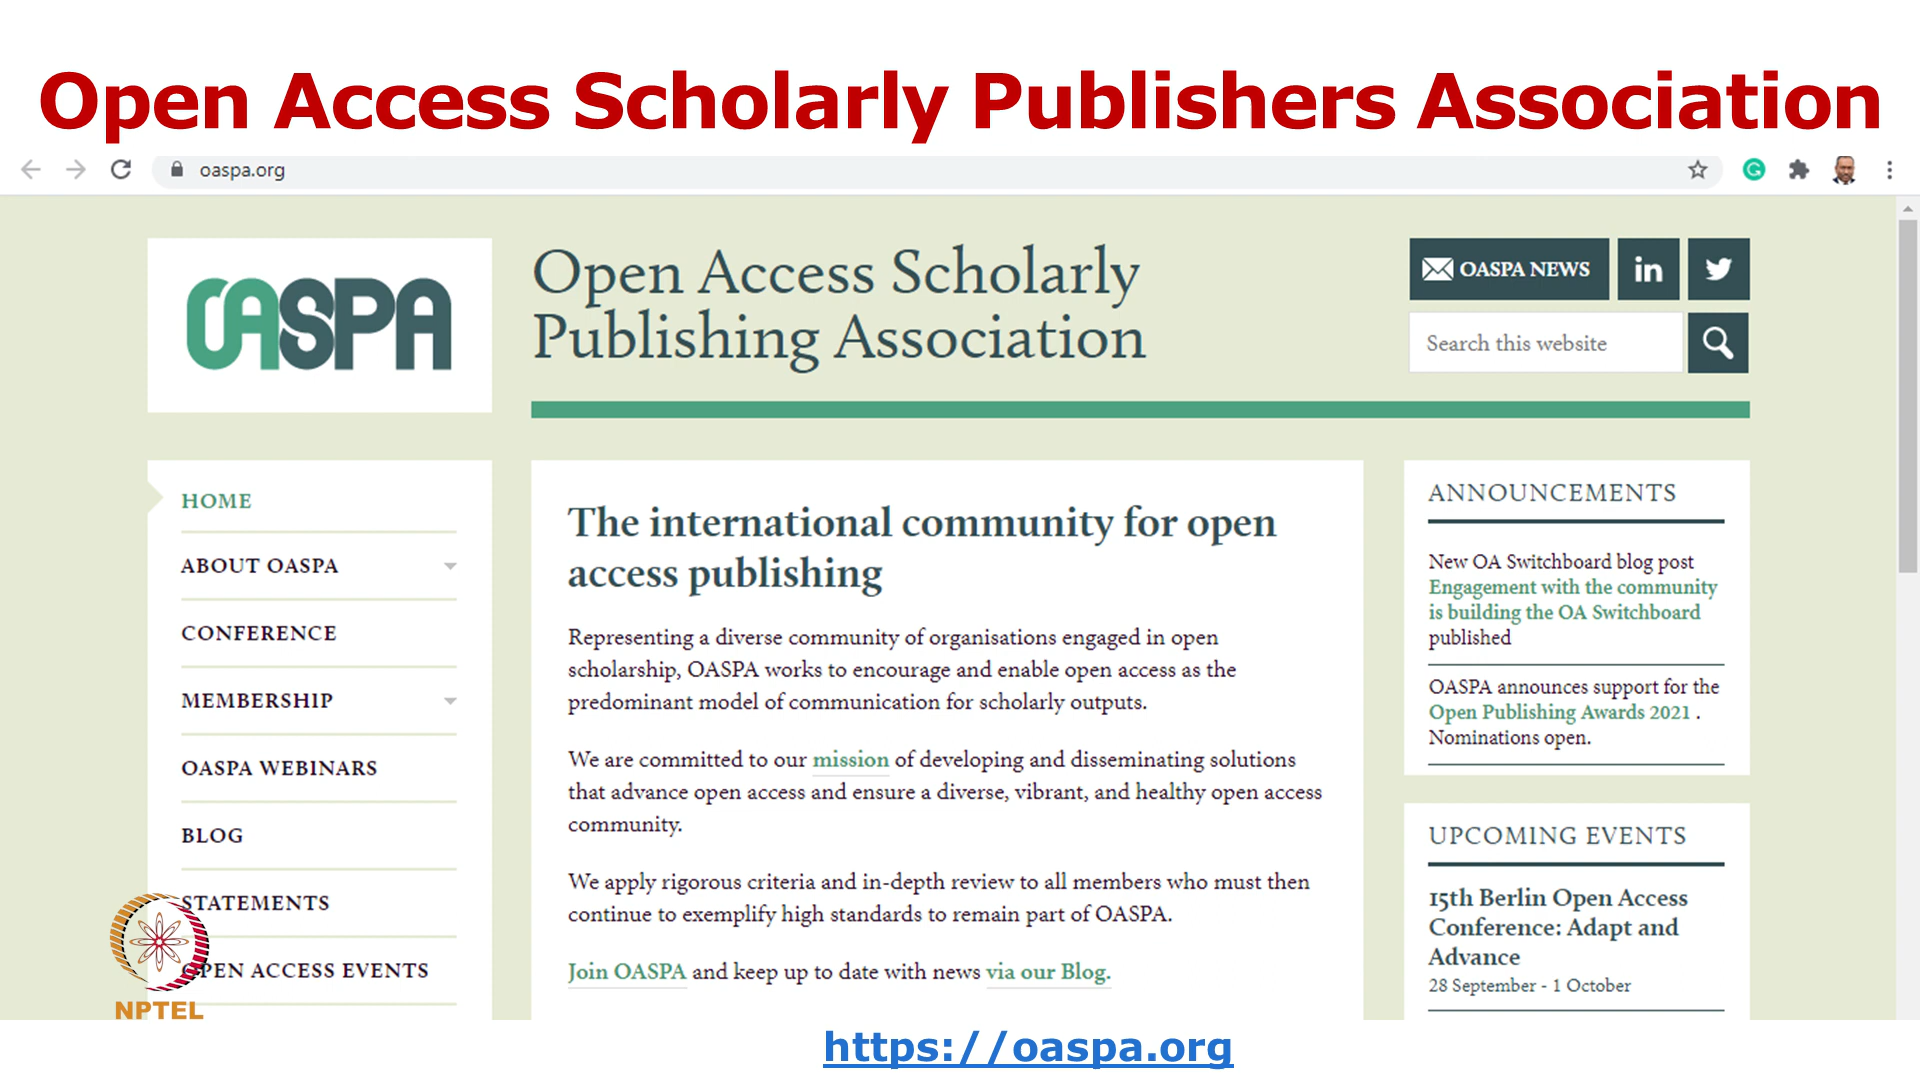 Open Access Scholarly Publishers Association
oaspa.org
OASPA
Open Access Scholarly
Publishing Association
OASPA NEWS
in
Search this website
HOME
ABOUT OASPA
CONFERENCE
MEMBERSHIP
OASPA WEBINARS
BLOG
STATEMENTS
OPEN ACCESS EVENTS
NPTEL
The international community for open
access publishing
Representing a diverse community of organisations engaged in open
scholarship, OASPA works to encourage and enable open access as the
predominant model of communication for scholarly outputs.
We are committed to our mission of developing and disseminating solutions
that advance open access and ensure a diverse, vibrant, and healthy open access
community.
We apply rigorous criteria and in-depth review to all members who must then
continue to exemplify high standards to remain part of OASPA.
Join OASPA and keep up to date with news via our Blog.
ANNOUNCEMENTS
New OA Switchboard blog post
Engagement with the community
is building the OA Switchboard
published
OASPA announces support for the
Open Publishing Awards 2021 .
Nominations open.
UPCOMING EVENTS
15th Berlin Open Access
Conference: Adapt and
Advance
28 September - 1 October
https://oaspa.org